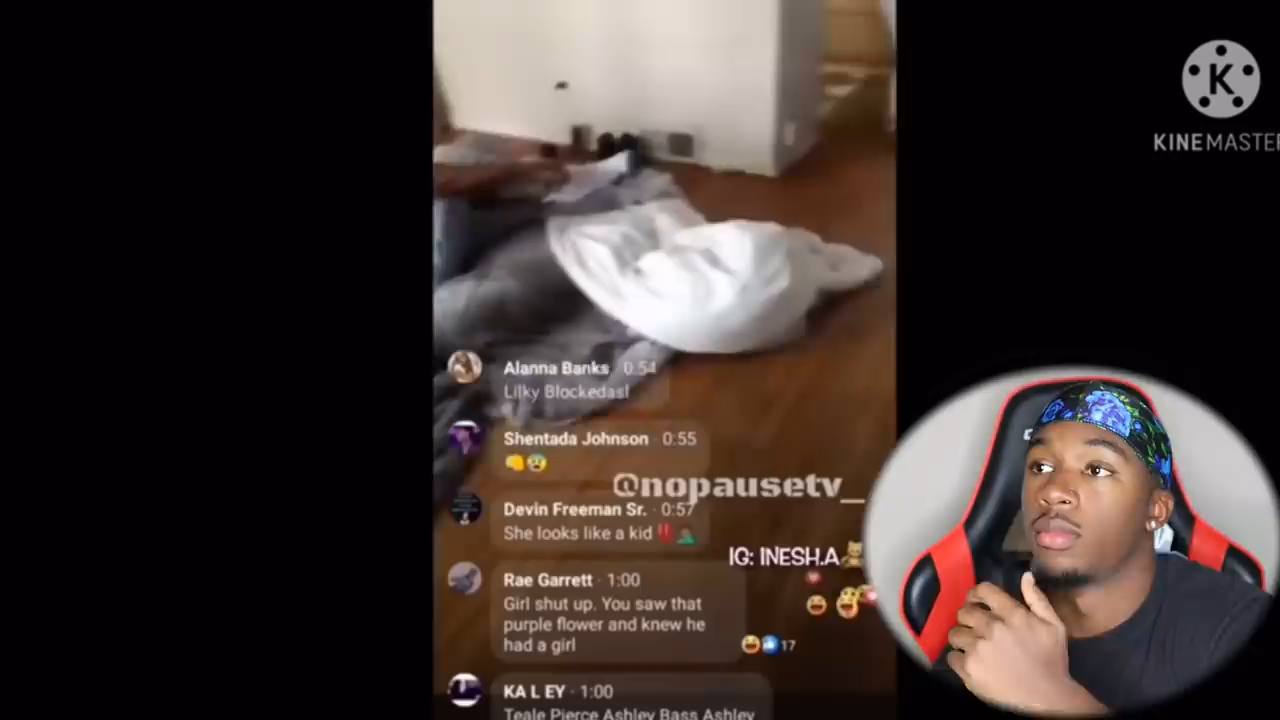 K
KINEMASTER
Alanna Banks · 0:54
Lilky Blockedasl
Shentada Johnson · 0:55
@nopausetv_
Devin Freeman Sr. · 0:57
She looks like a kid
IG: INESH.A
Rae Garrett · 1:00
Girl shut up. You saw that
purple flower and knew he
had a girl
17
KA L EY · 1:00
Teale Pierce Ashley Bass Ashley